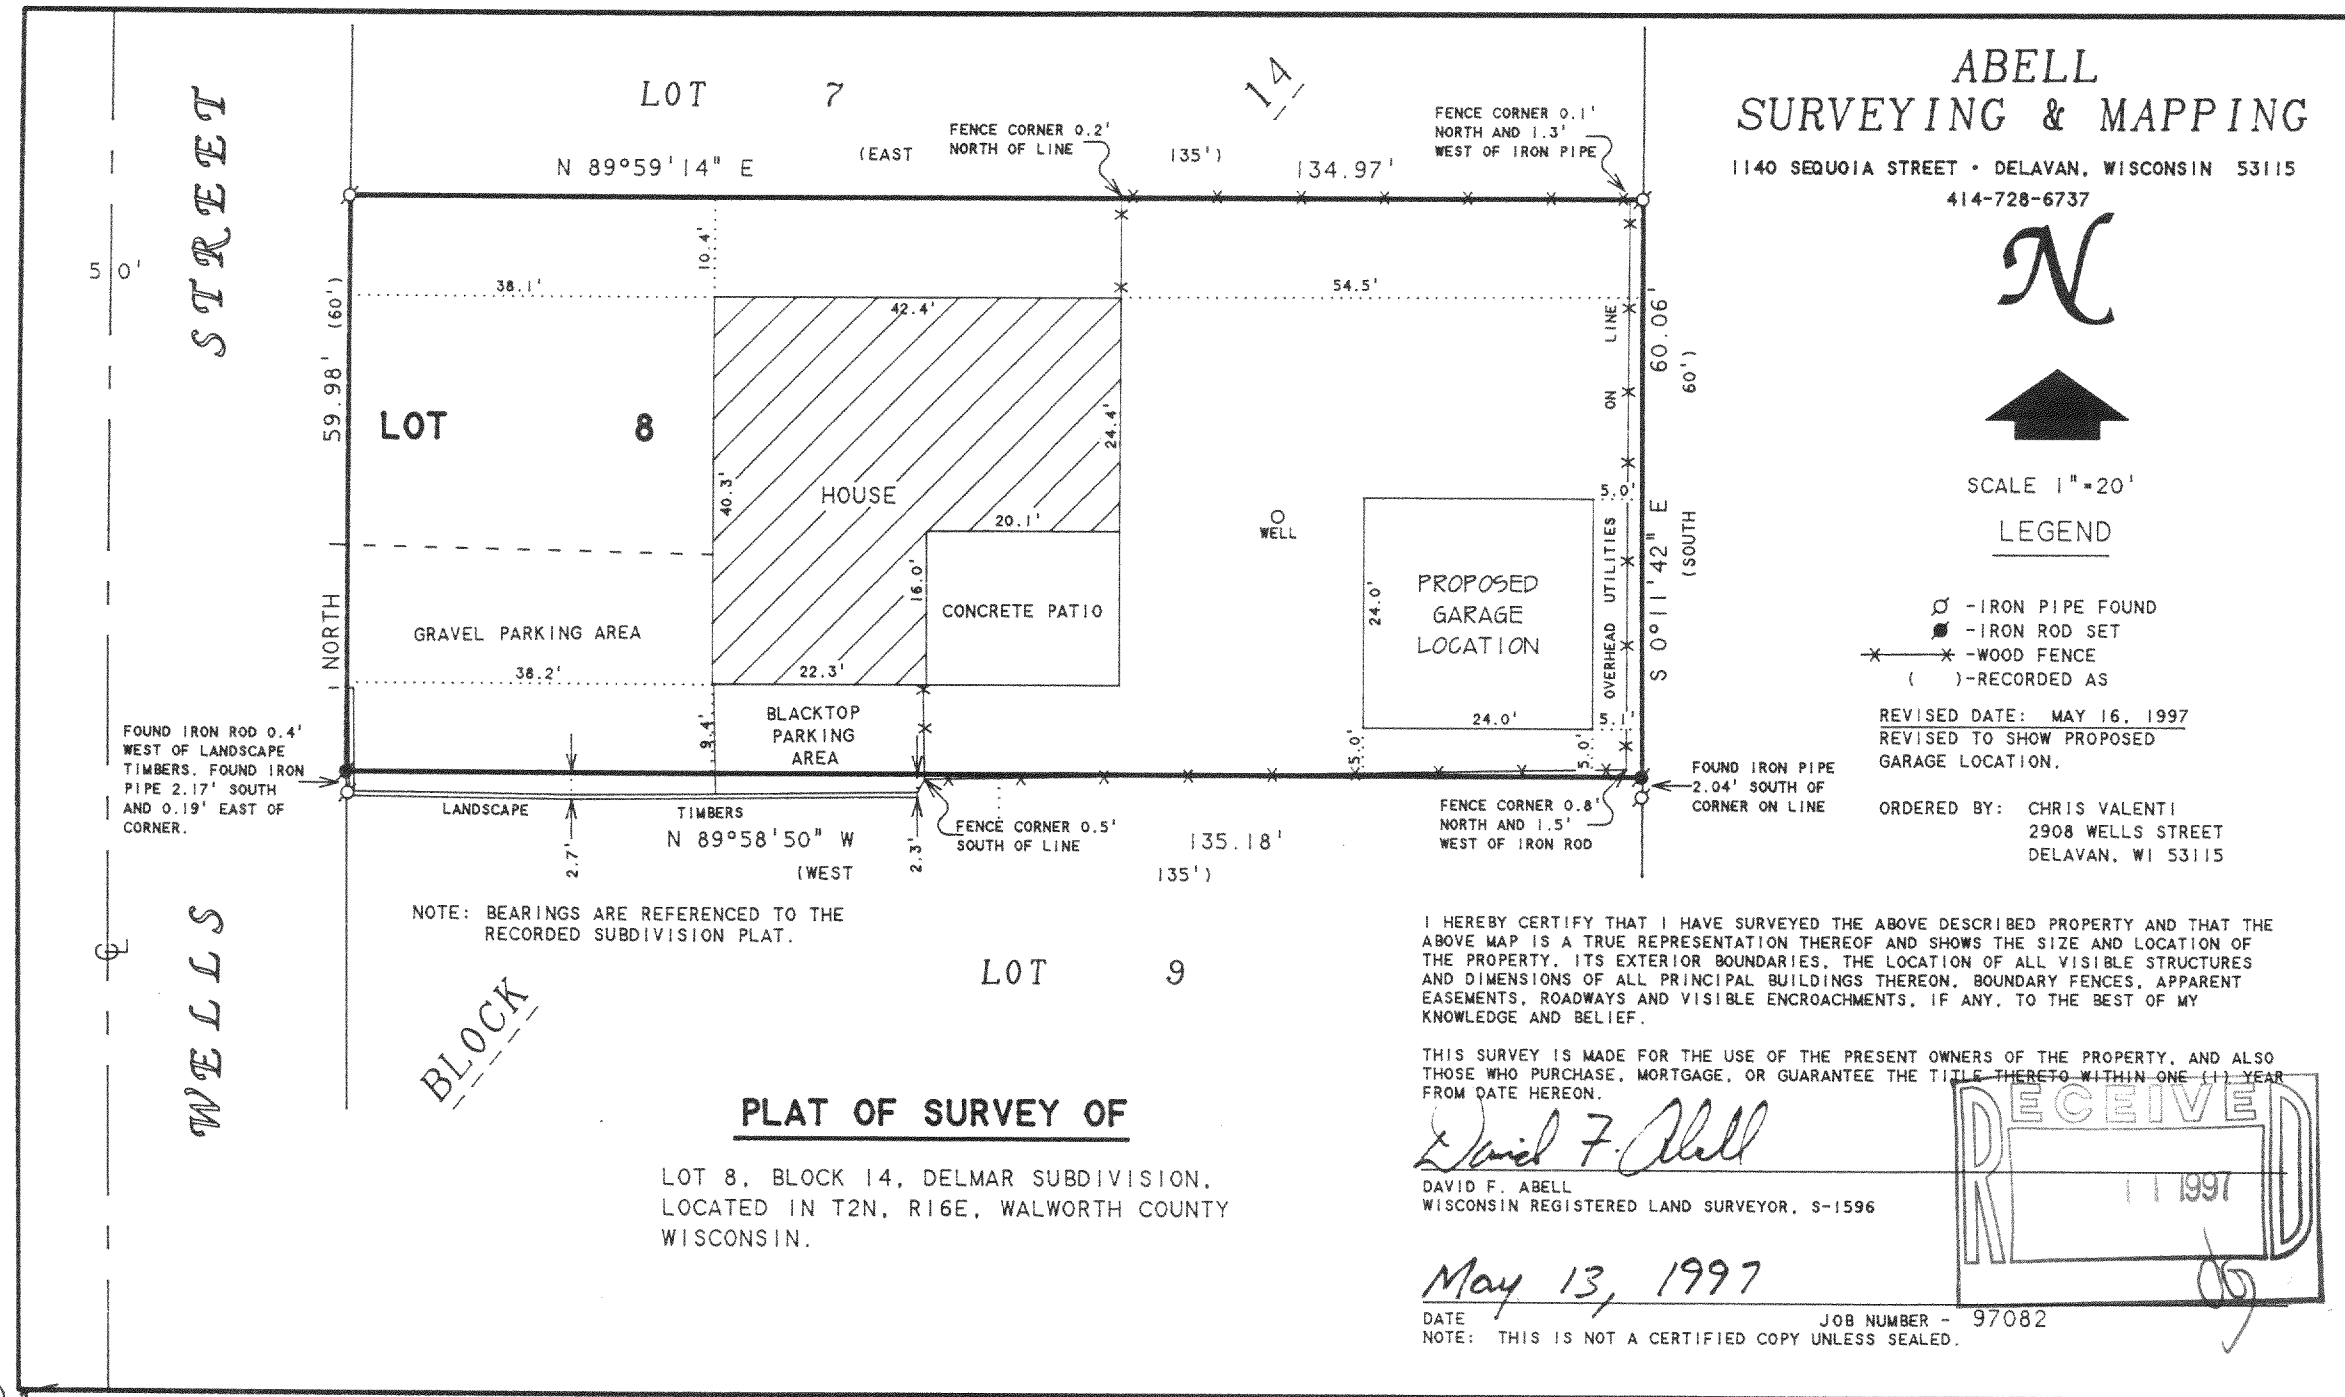 ABELL
SURVEYING & MAPPING
1140 SEQUOIA STREET • DELAVAN, WISCONSIN 53115
414-728-6737
N
SCALE 1"=20'
LEGEND
-IRON PIPE FOUND
-IRON ROD SET
-WOOD FENCE
( )-RECORDED AS
REVISED DATE: MAY 16, 1997
REVISED TO SHOW PROPOSED
GARAGE LOCATION.
ORDERED BY: CHRIS VALENTI
2908 WELLS STREET
DELAVAN, WI 53115
WELLS STREET
50'
LOT 7
14
FENCE CORNER 0.2'
NORTH OF LINE
FENCE CORNER 0.1'
NORTH AND 1.3'
WEST OF IRON PIPE
N 89°59'14" E
(EAST 135')
134.97'
10.4'
38.1'
42.4'
54.5'
NORTH 59.98' (60')
LOT 8
40.3'
HOUSE
24.4'
20.1'
16.0'
CONCRETE PATIO
WELL
GRAVEL PARKING AREA
38.2'
22.3'
9.4'
BLACKTOP
PARKING
AREA
PROPOSED
GARAGE
LOCATION
24.0'
24.0'
5.0'
5.1'
5.0'
5.0'
OVERHEAD UTILITIES ON LINE
S 0°11'42" E 60.06'
(SOUTH 60')
FOUND IRON ROD 0.4'
WEST OF LANDSCAPE
TIMBERS. FOUND IRON
PIPE 2.17' SOUTH
AND 0.19' EAST OF
CORNER.
LANDSCAPE TIMBERS
2.7'
2.3'
N 89°58'50" W
135.18'
(WEST 135')
FENCE CORNER 0.5'
SOUTH OF LINE
FENCE CORNER 0.8'
NORTH AND 1.5'
WEST OF IRON ROD
FOUND IRON PIPE
2.04' SOUTH OF
CORNER ON LINE
NOTE: BEARINGS ARE REFERENCED TO THE
RECORDED SUBDIVISION PLAT.
LOT 9
BLOCK
PLAT OF SURVEY OF
LOT 8, BLOCK 14, DELMAR SUBDIVISION,
LOCATED IN T2N, R16E, WALWORTH COUNTY
WISCONSIN.
I HEREBY CERTIFY THAT I HAVE SURVEYED THE ABOVE DESCRIBED PROPERTY AND THAT THE
ABOVE MAP IS A TRUE REPRESENTATION THEREOF AND SHOWS THE SIZE AND LOCATION OF
THE PROPERTY, ITS EXTERIOR BOUNDARIES, THE LOCATION OF ALL VISIBLE STRUCTURES
AND DIMENSIONS OF ALL PRINCIPAL BUILDINGS THEREON, BOUNDARY FENCES, APPARENT
EASEMENTS, ROADWAYS AND VISIBLE ENCROACHMENTS, IF ANY, TO THE BEST OF MY
KNOWLEDGE AND BELIEF.
THIS SURVEY IS MADE FOR THE USE OF THE PRESENT OWNERS OF THE PROPERTY, AND ALSO
THOSE WHO PURCHASE, MORTGAGE, OR GUARANTEE THE TITLE THERETO WITHIN ONE (1) YEAR
FROM DATE HEREON.
David F. Abell
DAVID F. ABELL
WISCONSIN REGISTERED LAND SURVEYOR, S-1596
RECEIVED
1997
May 13, 1997
DATE
JOB NUMBER - 97082
NOTE: THIS IS NOT A CERTIFIED COPY UNLESS SEALED.